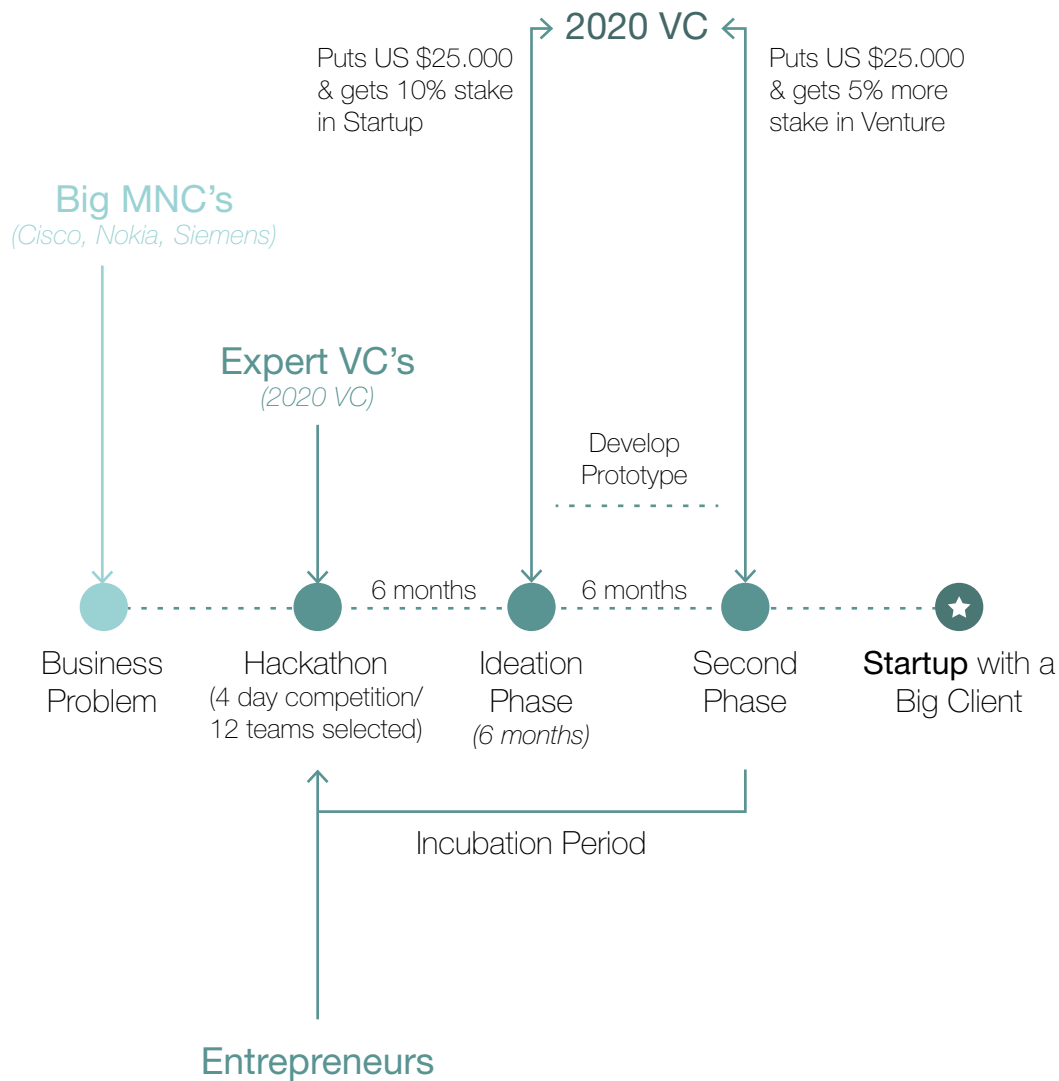 2020 VC
Puts US $25.000
& gets 10% stake
in Startup
Puts US $25.000
& gets 5% more
stake in Venture
Big MNC’s
(Cisco, Nokia, Siemens)
Expert VC’s
(2020 VC)
Develop
Prototype
6 months
6 months
Business
Problem
Hackathon
(4 day competition/
12 teams selected)
Ideation
Phase
(6 months)
Second
Phase
Startup with a
Big Client
Incubation Period
Entrepreneurs